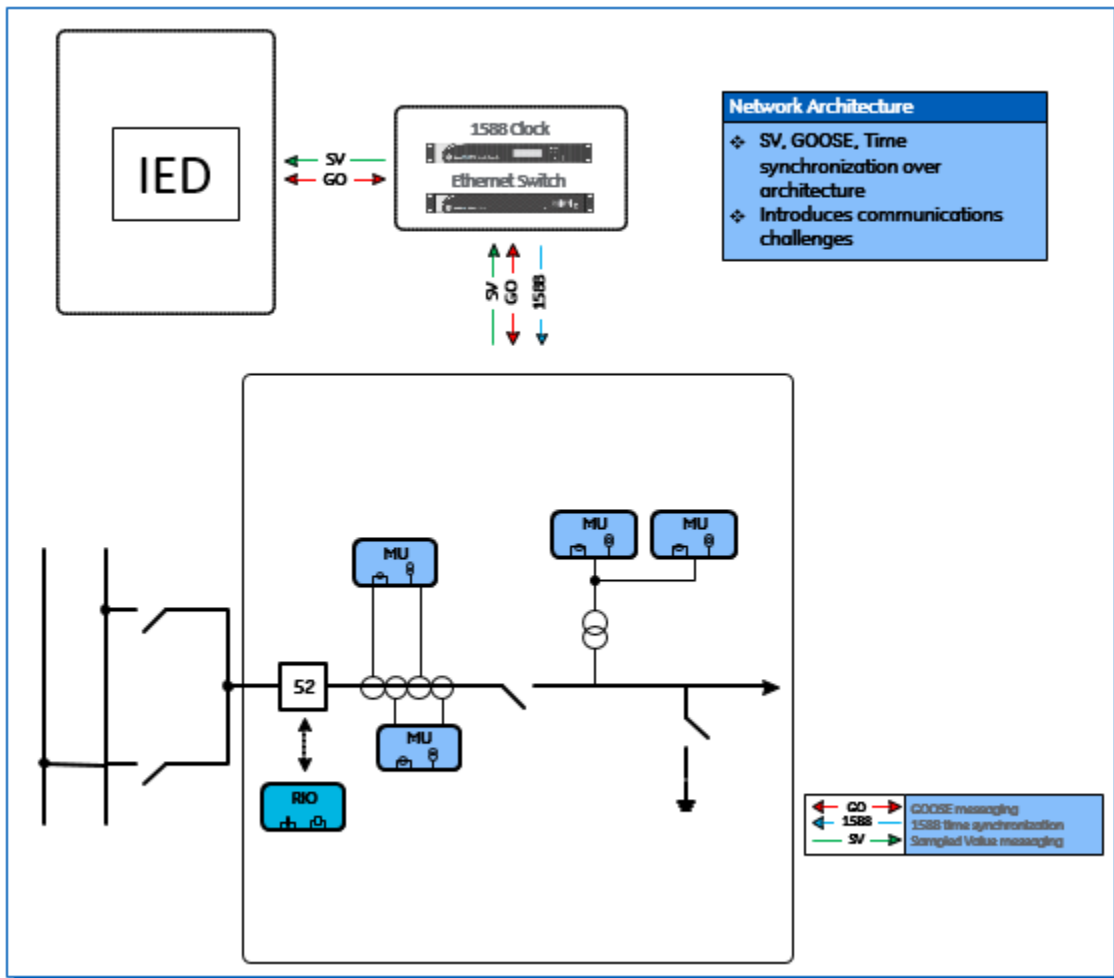 IED
SV
GO
1588 Clock
Ethernet Switch
Network Architecture
❖ SV, GOOSE, Time
synchronization over
architecture
❖ Introduces communications
challenges
SV
GO
1588
MU
MU
MU
52
MU
RIO
GO GOOSE messaging
1588 1588 time synchronization
SV Sampled Value messaging